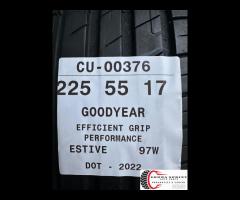 CU-00376
225 55 17
GOODYEAR
EFFICIENT GRIP
PERFORMANCE
ESTIVE 97W
DOT - 2022